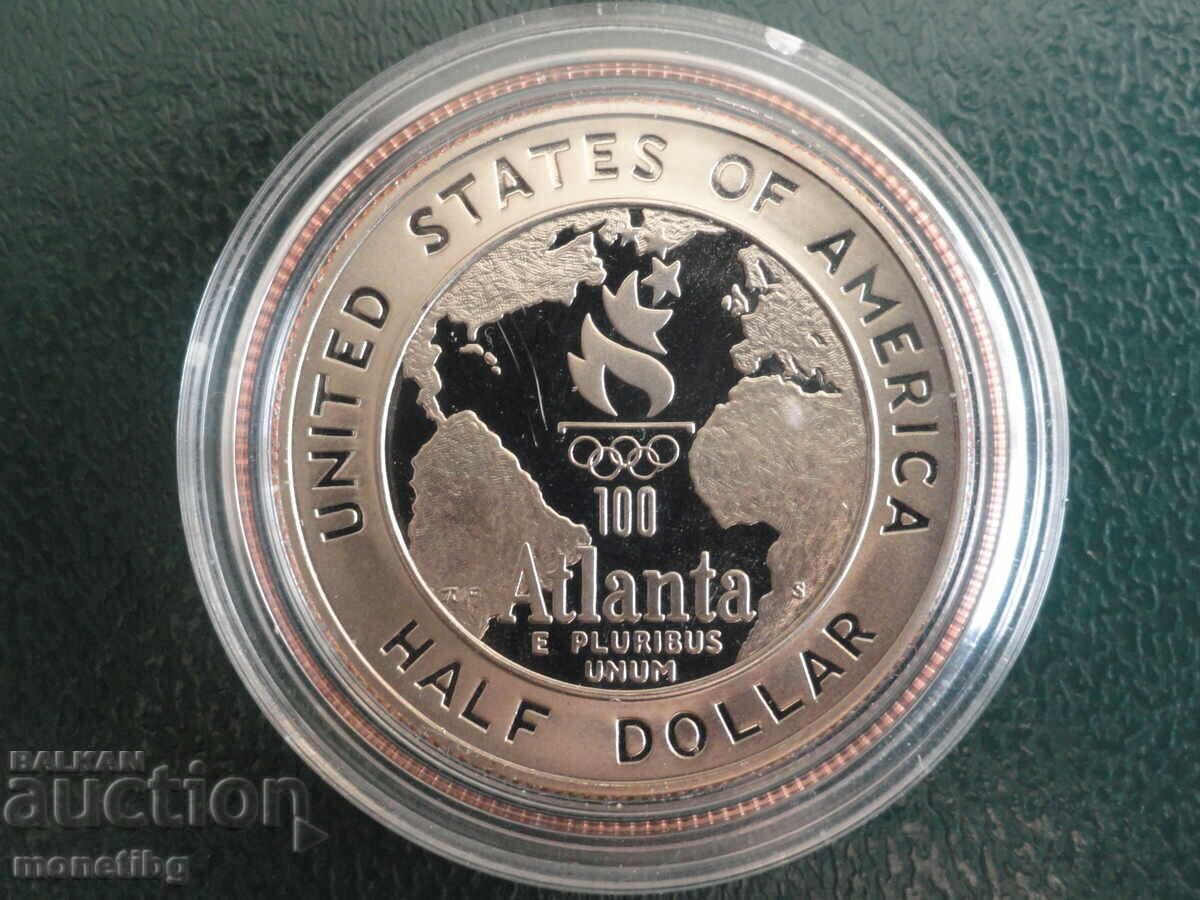 UNITED STATES OF AMERICA
100
Atlanta
E PLURIBUS
UNUM
S
HALF DOLLAR
BALKAN
auction
monetibg